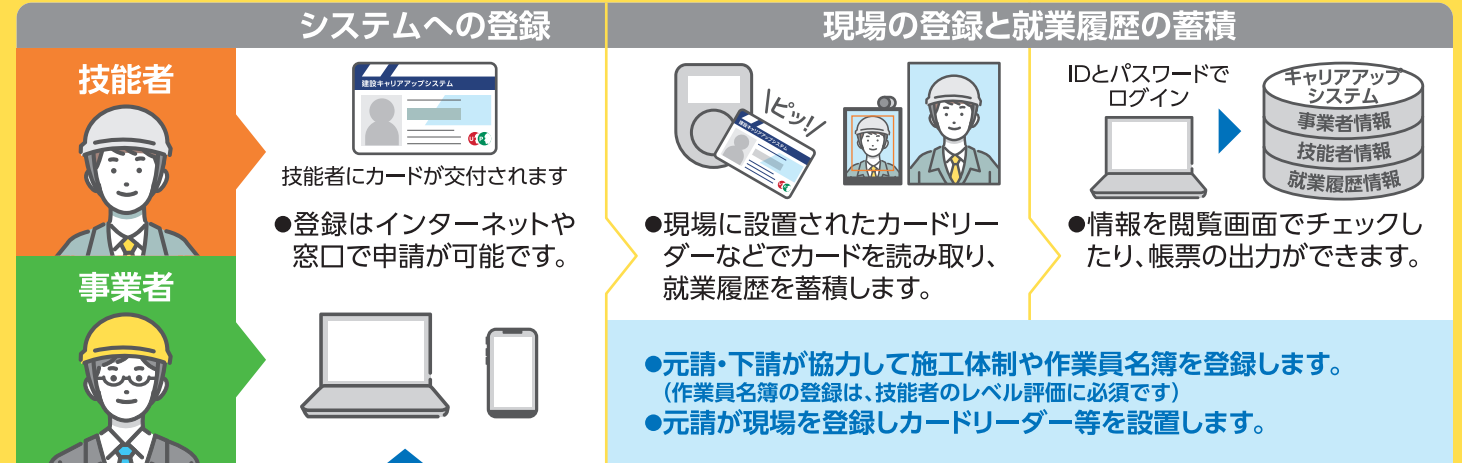 システムへの登録
現場の登録と就業履歴の蓄積
技能者
建設キャリアアップシステム
技能者にカードが交付されます
●登録はインターネットや
窓口で申請が可能です。
ピッ!
建設キャリアアップシステム
●現場に設置されたカードリー
ダーなどでカードを読み取り、
就業履歴を蓄積します。
IDとパスワードで
ログイン
キャリアアップ
システム
事業者情報
技能者情報
就業履歴情報
●情報を閲覧画面でチェックし
たり、帳票の出力ができます。
事業者
●元請・下請が協力して施工体制や作業員名簿を登録します。
(作業員名簿の登録は、技能者のレベル評価に必須です)
●元請が現場を登録しカードリーダー等を設置します。